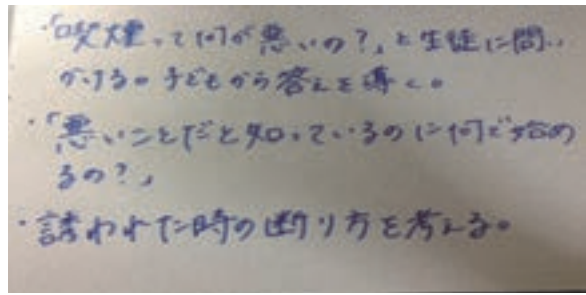 ・「喫煙って何が悪いの?」と生徒に問い
かける。子どもから答えを導く。
・「悪いことだと知っているのに何で始め
るの?」
・誘われた時の断り方を考える。